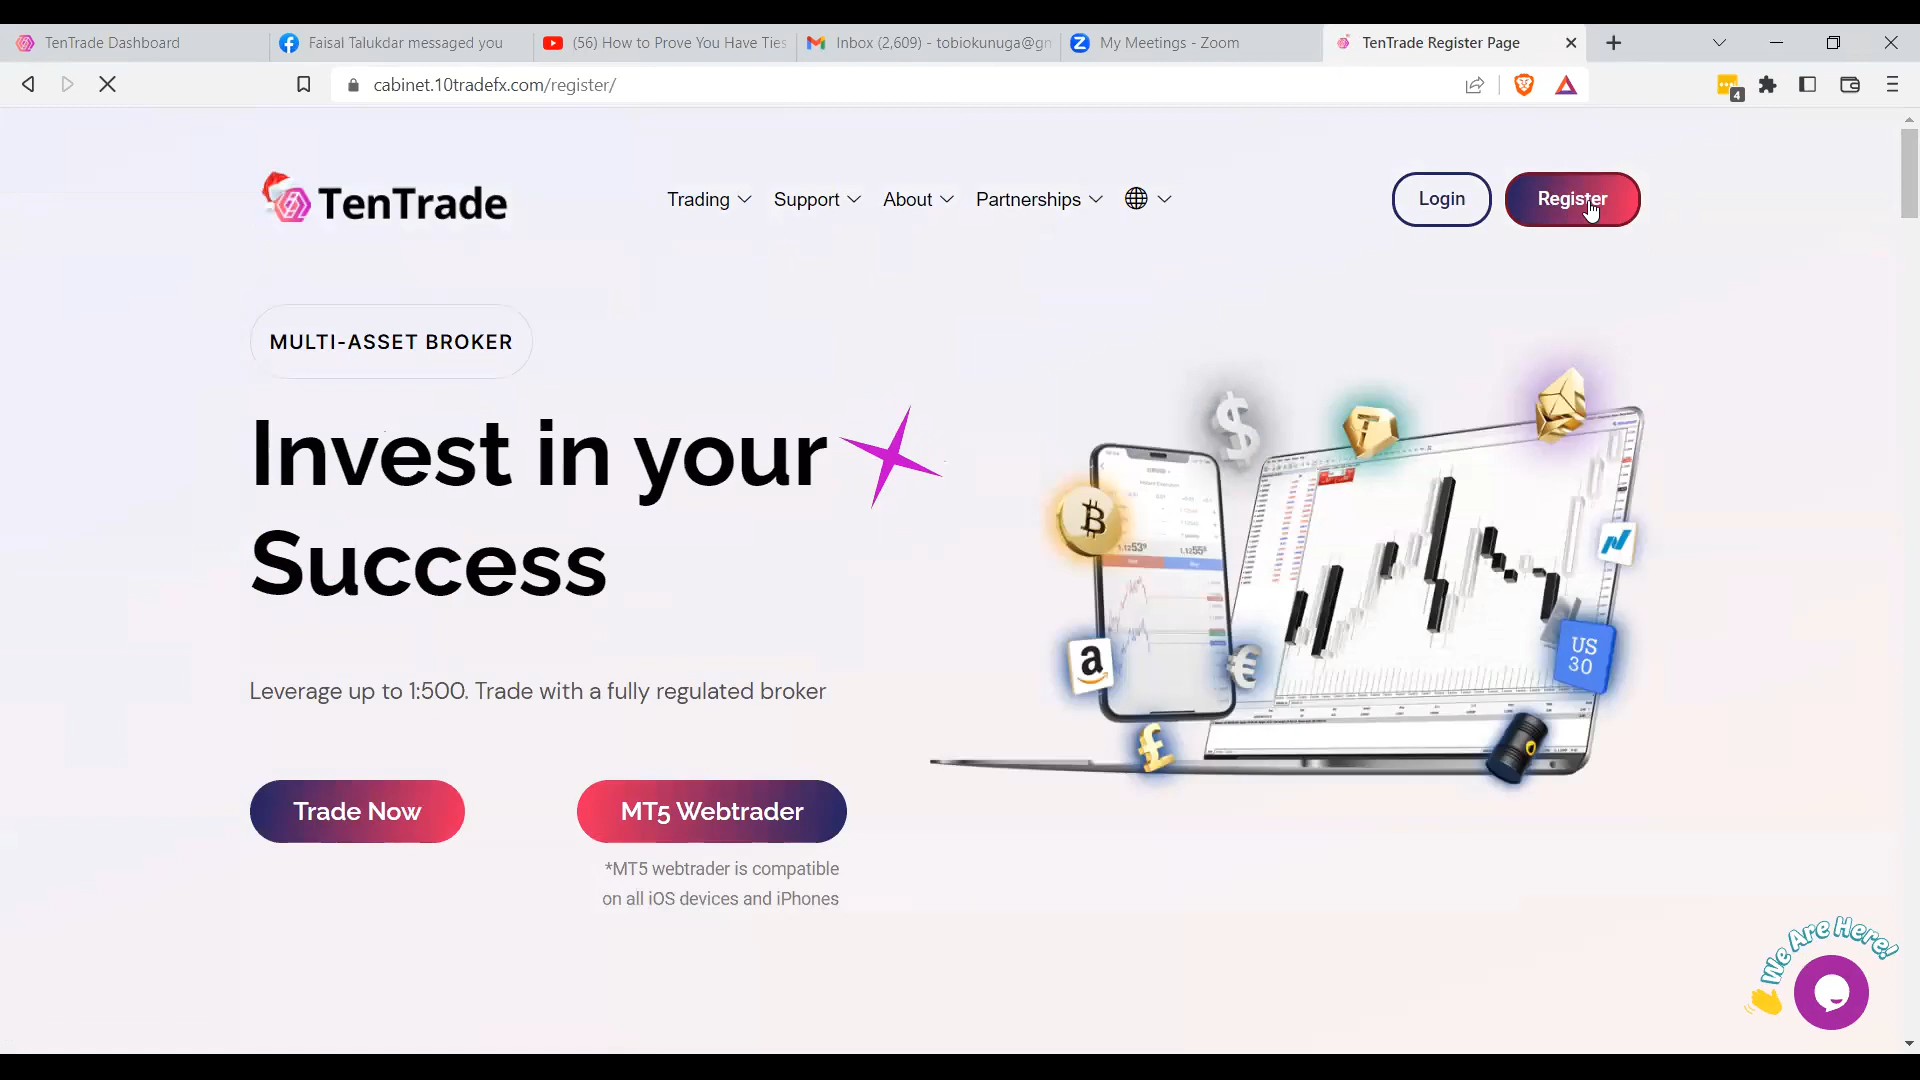 TenTrade Dashboard
Faisal Talukdar messaged you
(56) How to Prove You Have Ties
Inbox (2,609) - tobiokunuga@gm
My Meetings - Zoom
TenTrade Register Page
cabinet.10tradefx.com/register/
4
TenTrade
Trading
Support
About
Partnerships
Login
Register
MULTI-ASSET BROKER
Invest in your
Success
Leverage up to 1:500. Trade with a fully regulated broker
Trade Now
MT5 Webtrader
*MT5 webtrader is compatible
on all iOS devices and iPhones
US
30
We Are Here!